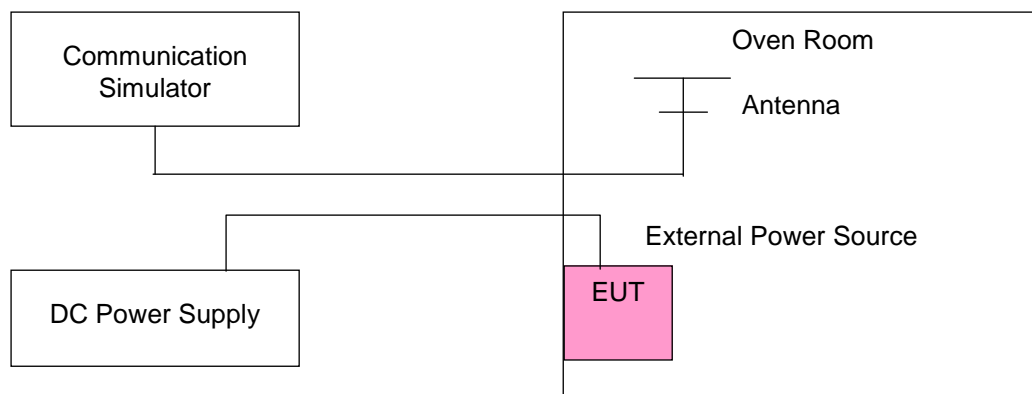 Communication
Simulator
Oven Room
Antenna
External Power Source
EUT
DC Power Supply